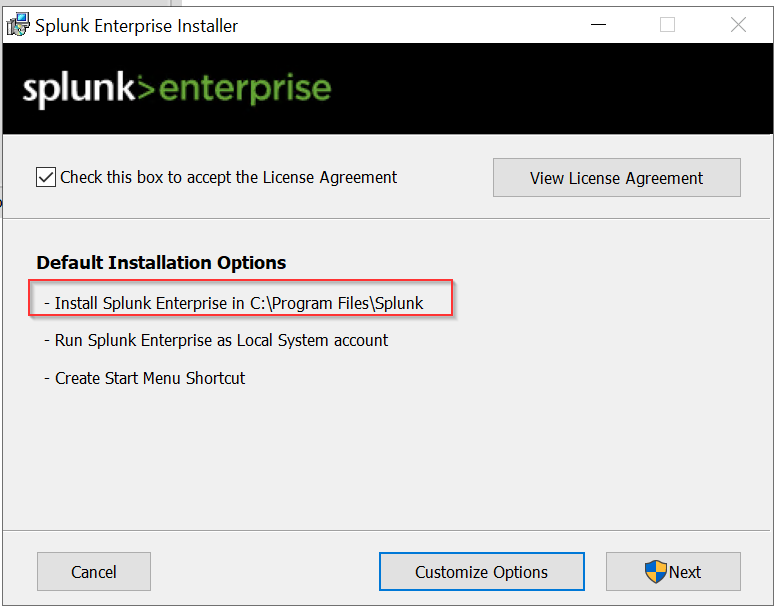 Splunk Enterprise Installer
splunk>enterprise
Check this box to accept the License Agreement
View License Agreement
Default Installation Options
- Install Splunk Enterprise in C:\Program Files\Splunk
- Run Splunk Enterprise as Local System account
- Create Start Menu Shortcut
Cancel
Customize Options
Next